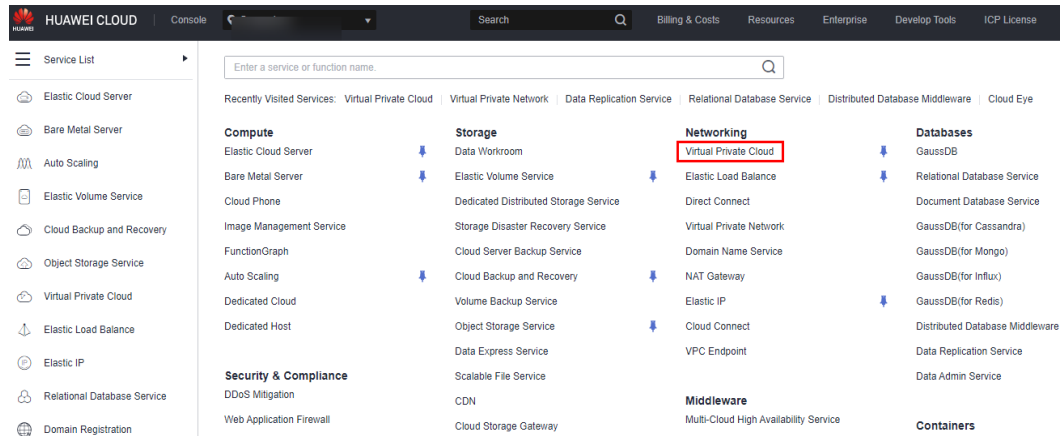 HUAWEI
HUAWEI CLOUD
Console
Search
Billing & Costs
Resources
Enterprise
Develop Tools
ICP License
Service List
Elastic Cloud Server
Bare Metal Server
Auto Scaling
Elastic Volume Service
Cloud Backup and Recovery
Object Storage Service
Virtual Private Cloud
Elastic Load Balance
Elastic IP
Relational Database Service
Domain Registration
Enter a service or function name.
Recently Visited Services: Virtual Private Cloud | Virtual Private Network | Data Replication Service | Relational Database Service | Distributed Database Middleware | Cloud Eye
Compute
Elastic Cloud Server
Bare Metal Server
Cloud Phone
Image Management Service
FunctionGraph
Auto Scaling
Dedicated Cloud
Dedicated Host
Security & Compliance
DDoS Mitigation
Web Application Firewall
Storage
Data Workroom
Elastic Volume Service
Dedicated Distributed Storage Service
Storage Disaster Recovery Service
Cloud Server Backup Service
Cloud Backup and Recovery
Volume Backup Service
Object Storage Service
Data Express Service
Scalable File Service
CDN
Cloud Storage Gateway
Networking
Virtual Private Cloud
Elastic Load Balance
Direct Connect
Virtual Private Network
Domain Name Service
NAT Gateway
Elastic IP
Cloud Connect
VPC Endpoint
Middleware
Multi-Cloud High Availability Service
Databases
GaussDB
Relational Database Service
Document Database Service
GaussDB(for Cassandra)
GaussDB(for Mongo)
GaussDB(for Influx)
GaussDB(for Redis)
Distributed Database Middleware
Data Replication Service
Data Admin Service
Containers